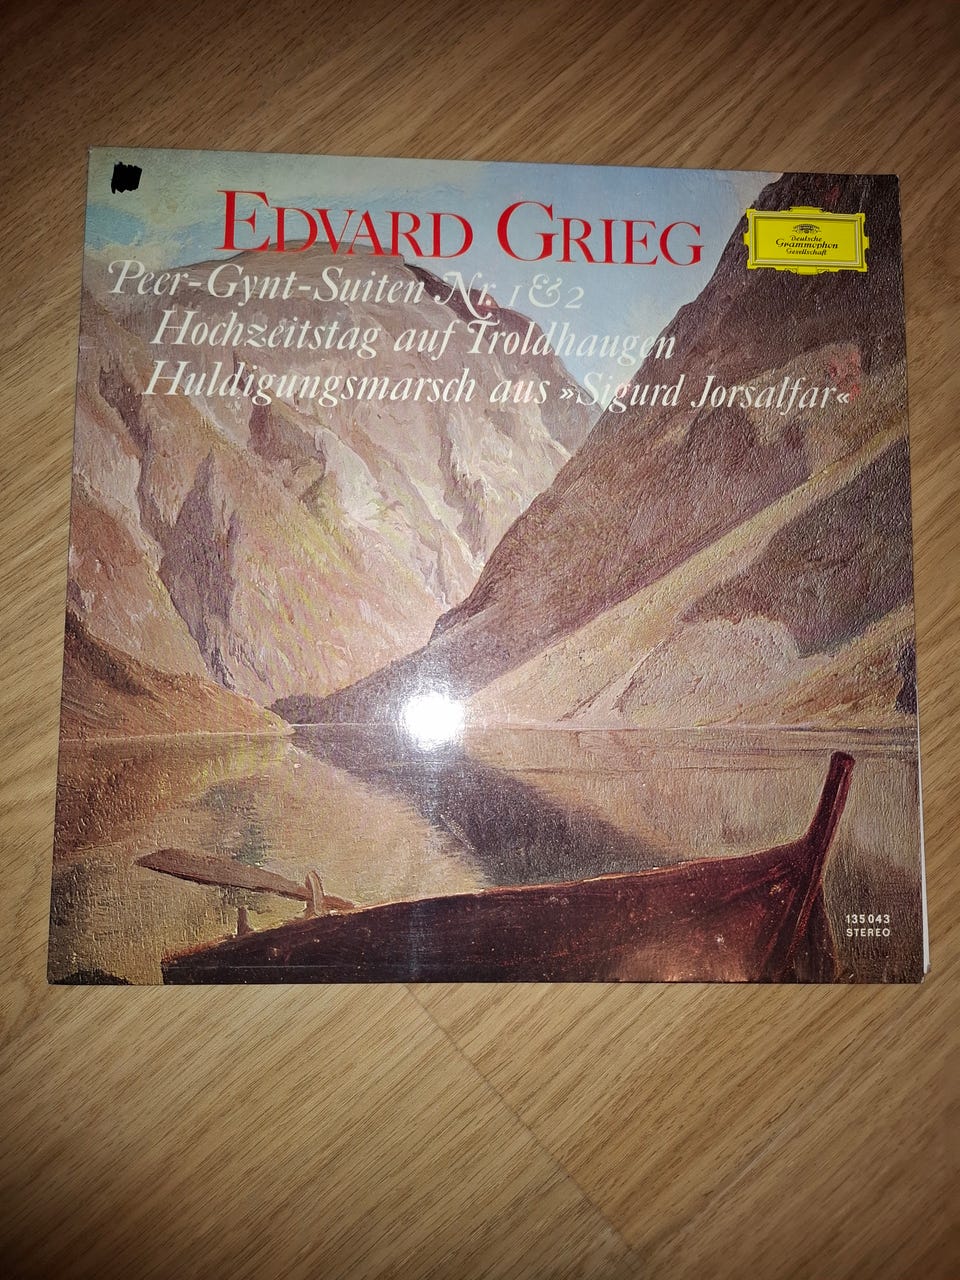 EDVARD GRIEG
Deutsche
Grammophon
Gesellschaft
Peer-Gynt-Suiten Nr. 1 & 2
Hochzeitstag auf Troldhaugen
Huldigungsmarsch aus »Sigurd Jorsalfar«
135 043
STEREO